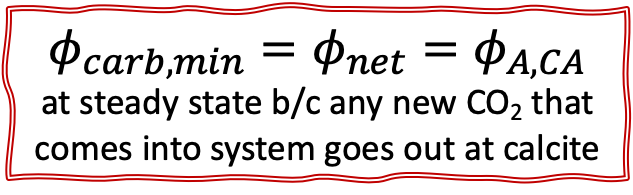 ϕcarb,min = ϕnet = ϕA,CA
at steady state b/c any new CO₂ that
comes into system goes out at calcite